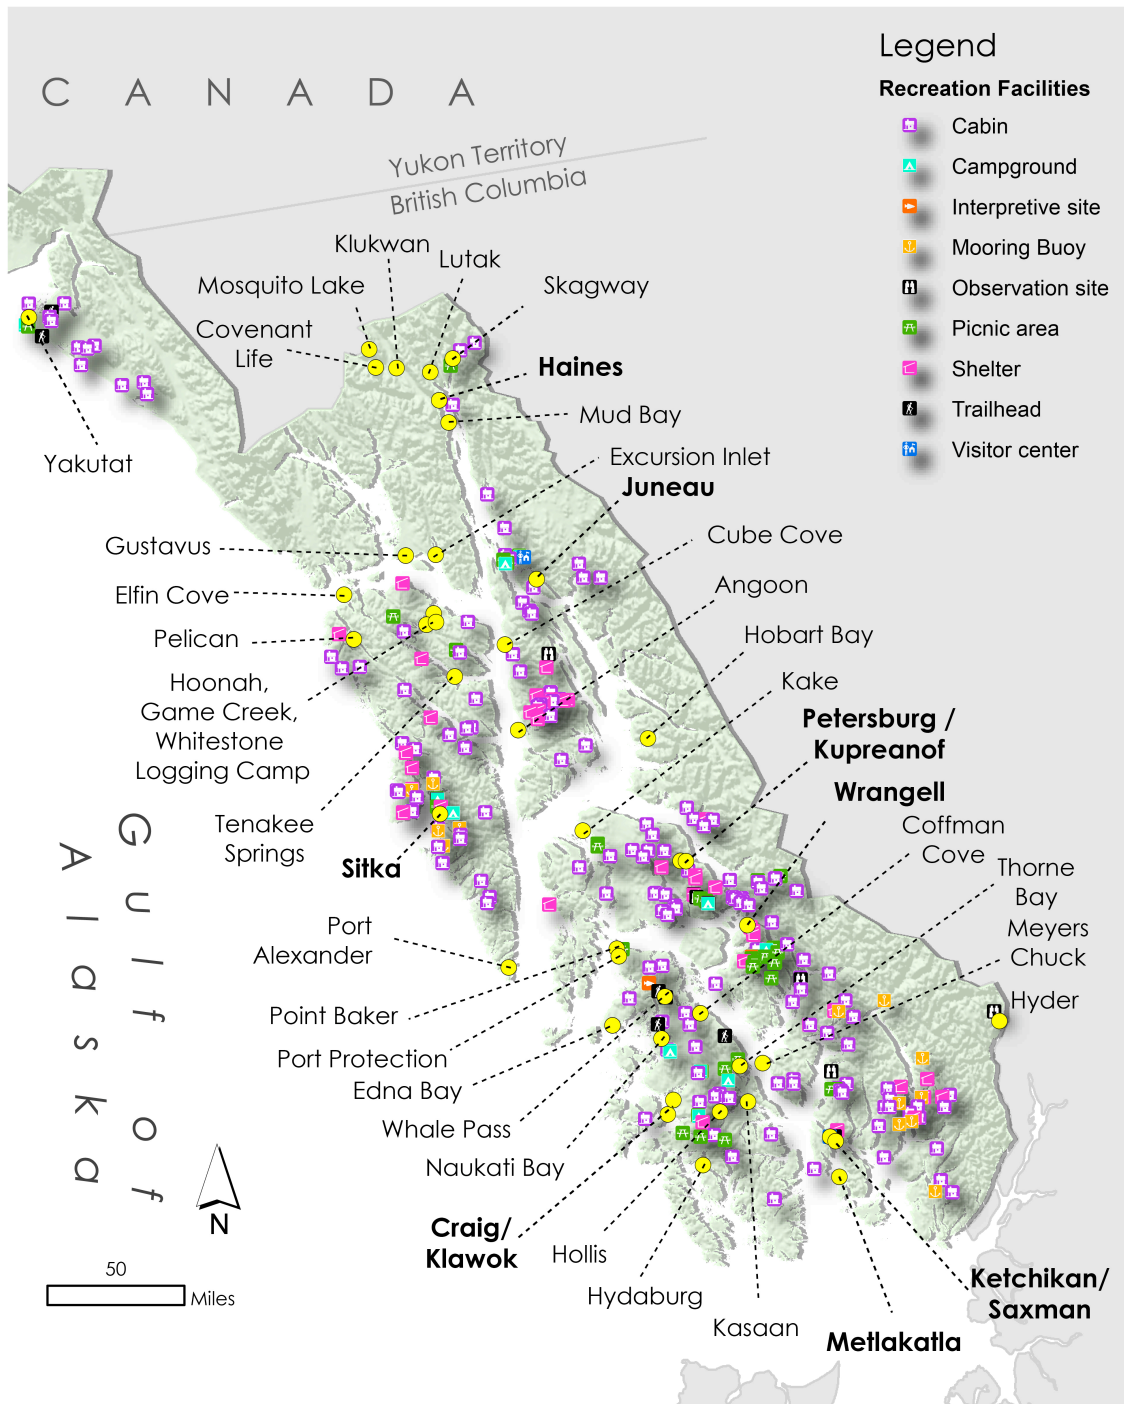 Legend
Recreation Facilities
Cabin
Campground
Interpretive site
Mooring Buoy
Observation site
Picnic area
Shelter
Trailhead
Visitor center
CANADA
Yukon Territory
British Columbia
Klukwan
Lutak
Mosquito Lake
Skagway
Covenant
Life
Haines
Mud Bay
Yakutat
Excursion Inlet
Juneau
Gustavus
Cube Cove
Elfin Cove
Angoon
Pelican
Hobart Bay
Hoonah,
Game Creek,
Whitestone
Logging Camp
Kake
Petersburg /
Kupreanof
Wrangell
Tenakee
Springs
Coffman
Cove
Sitka
Thorne
Bay
Gulf of
Alaska
Port
Alexander
Meyers
Chuck
Hyder
Point Baker
Port Protection
Edna Bay
Whale Pass
Naukati Bay
Craig/
Klawok
Hollis
Hydaburg
Kasaan
Ketchikan/
Saxman
Metlakatla
N
50
Miles